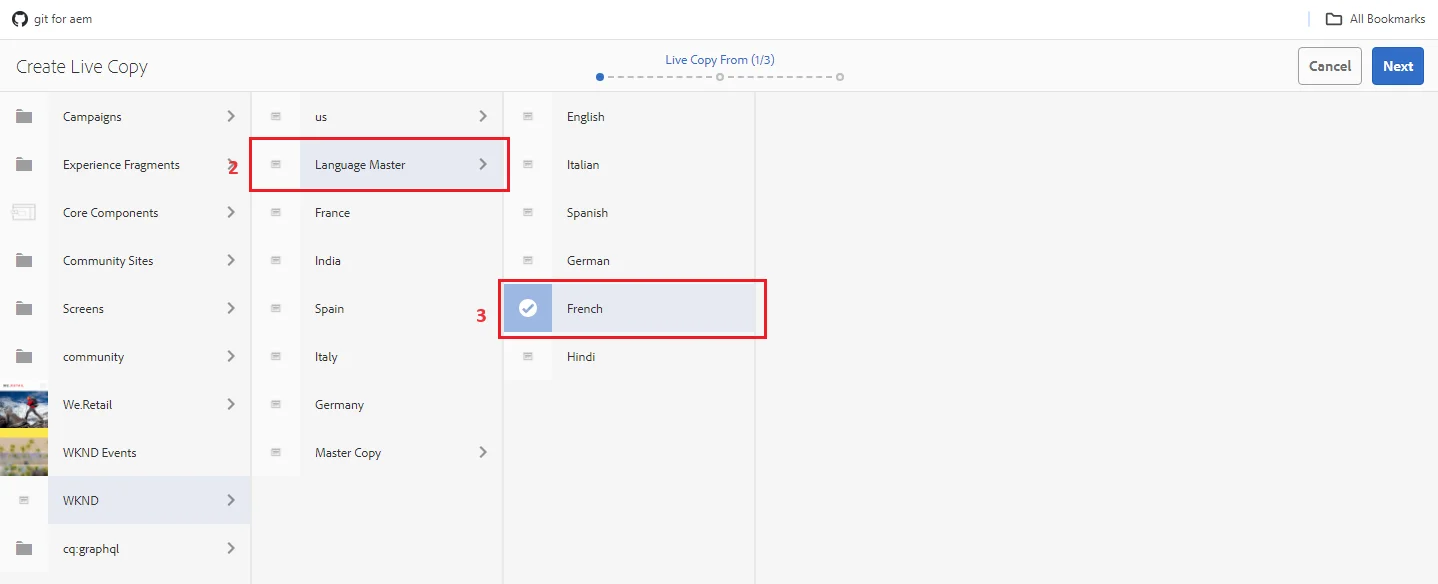 git for aem
All Bookmarks
Create Live Copy
Live Copy From (1/3)
Cancel
Next
Campaigns
Experience Fragments
Core Components
Community Sites
Screens
community
We.Retail
WKND Events
WKND
cq:graphql
2
us
Language Master
France
India
Spain
Italy
Germany
Master Copy
3
English
Italian
Spanish
German
French
Hindi